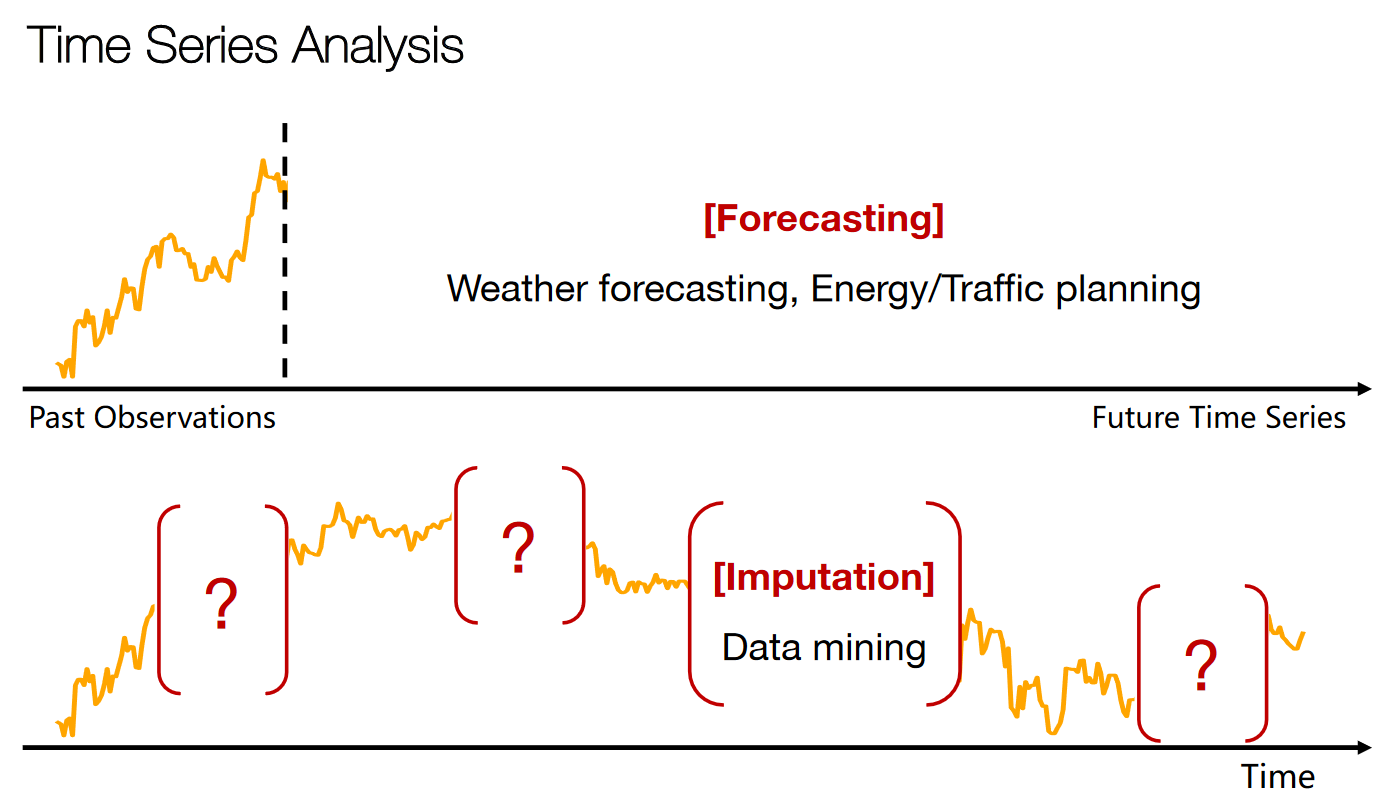 Time Series Analysis
[Forecasting]
Weather forecasting, Energy/Traffic planning
Past Observations
Future Time Series
?
?
[Imputation]
Data mining
?
Time